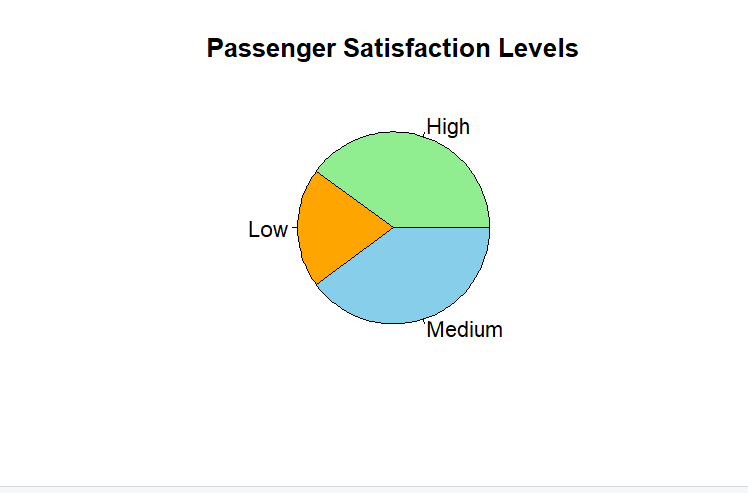 Passenger Satisfaction Levels
High
Low
Medium